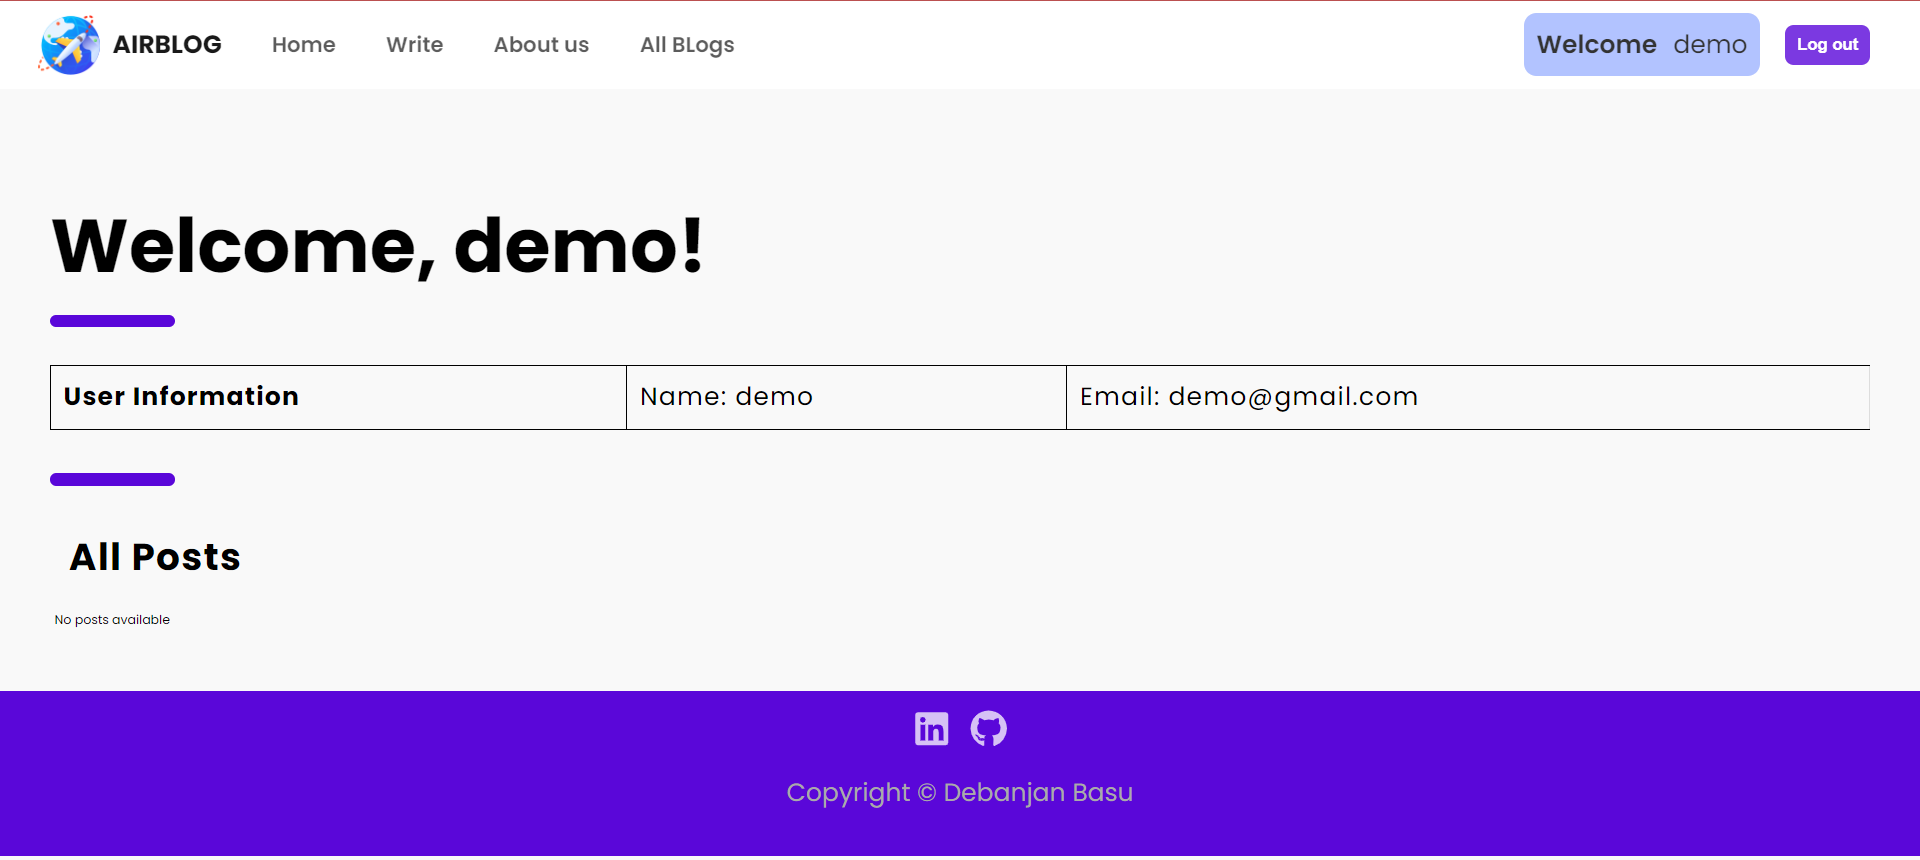 AIRBLOG Home Write About us All BLogs Welcome demo Log out
Welcome, demo!
User Information Name: demo Email: demo@gmail.com
All Posts
No posts available
in
Copyright © Debanjan Basu